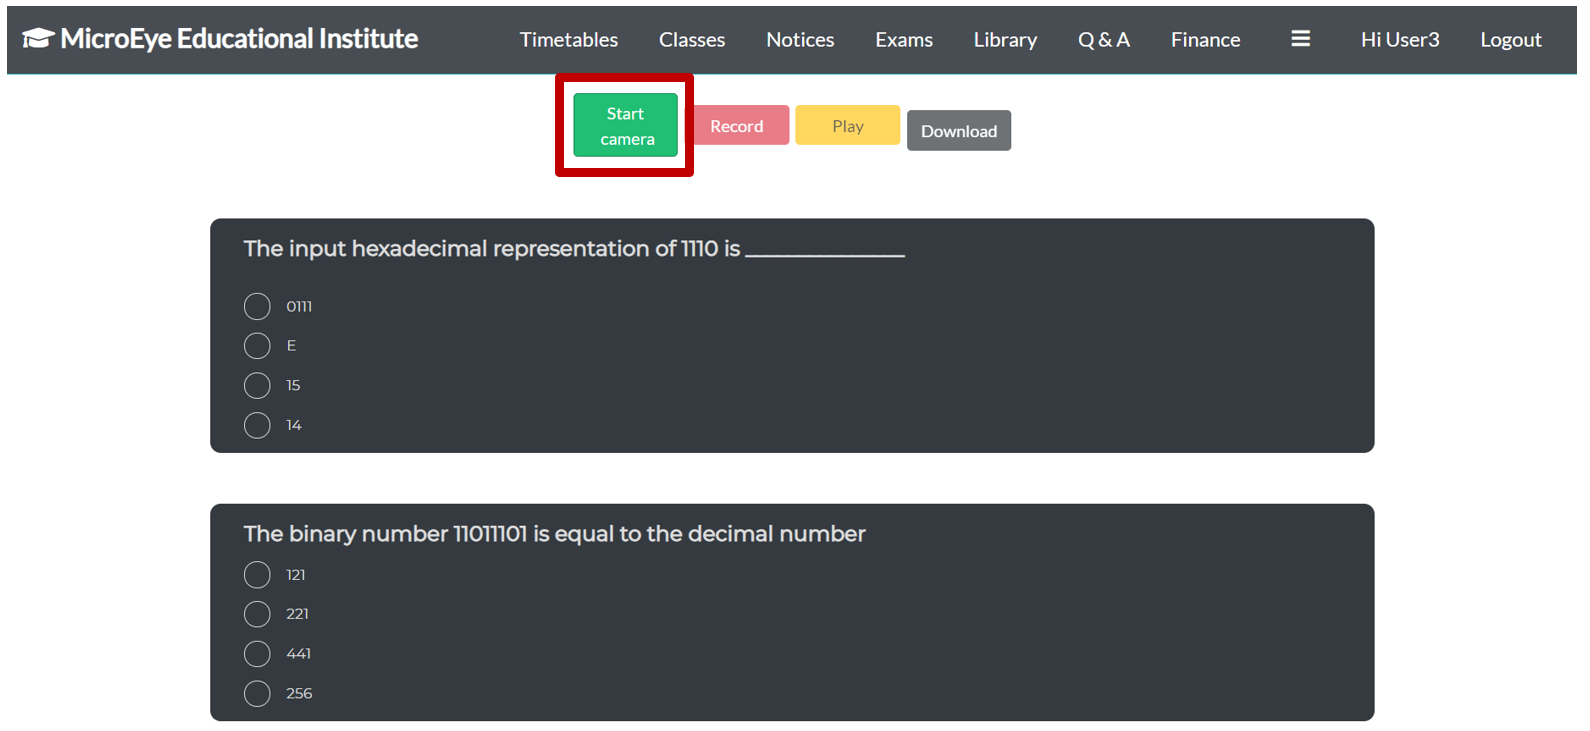 MicroEye Educational Institute Timetables Classes Notices Exams Library Q & A Finance Hi User3 Logout
Start
camera
Record Play Download
The input hexadecimal representation of 1110 is _______________
0111
E
15
14
The binary number 11011101 is equal to the decimal number
121
221
441
256